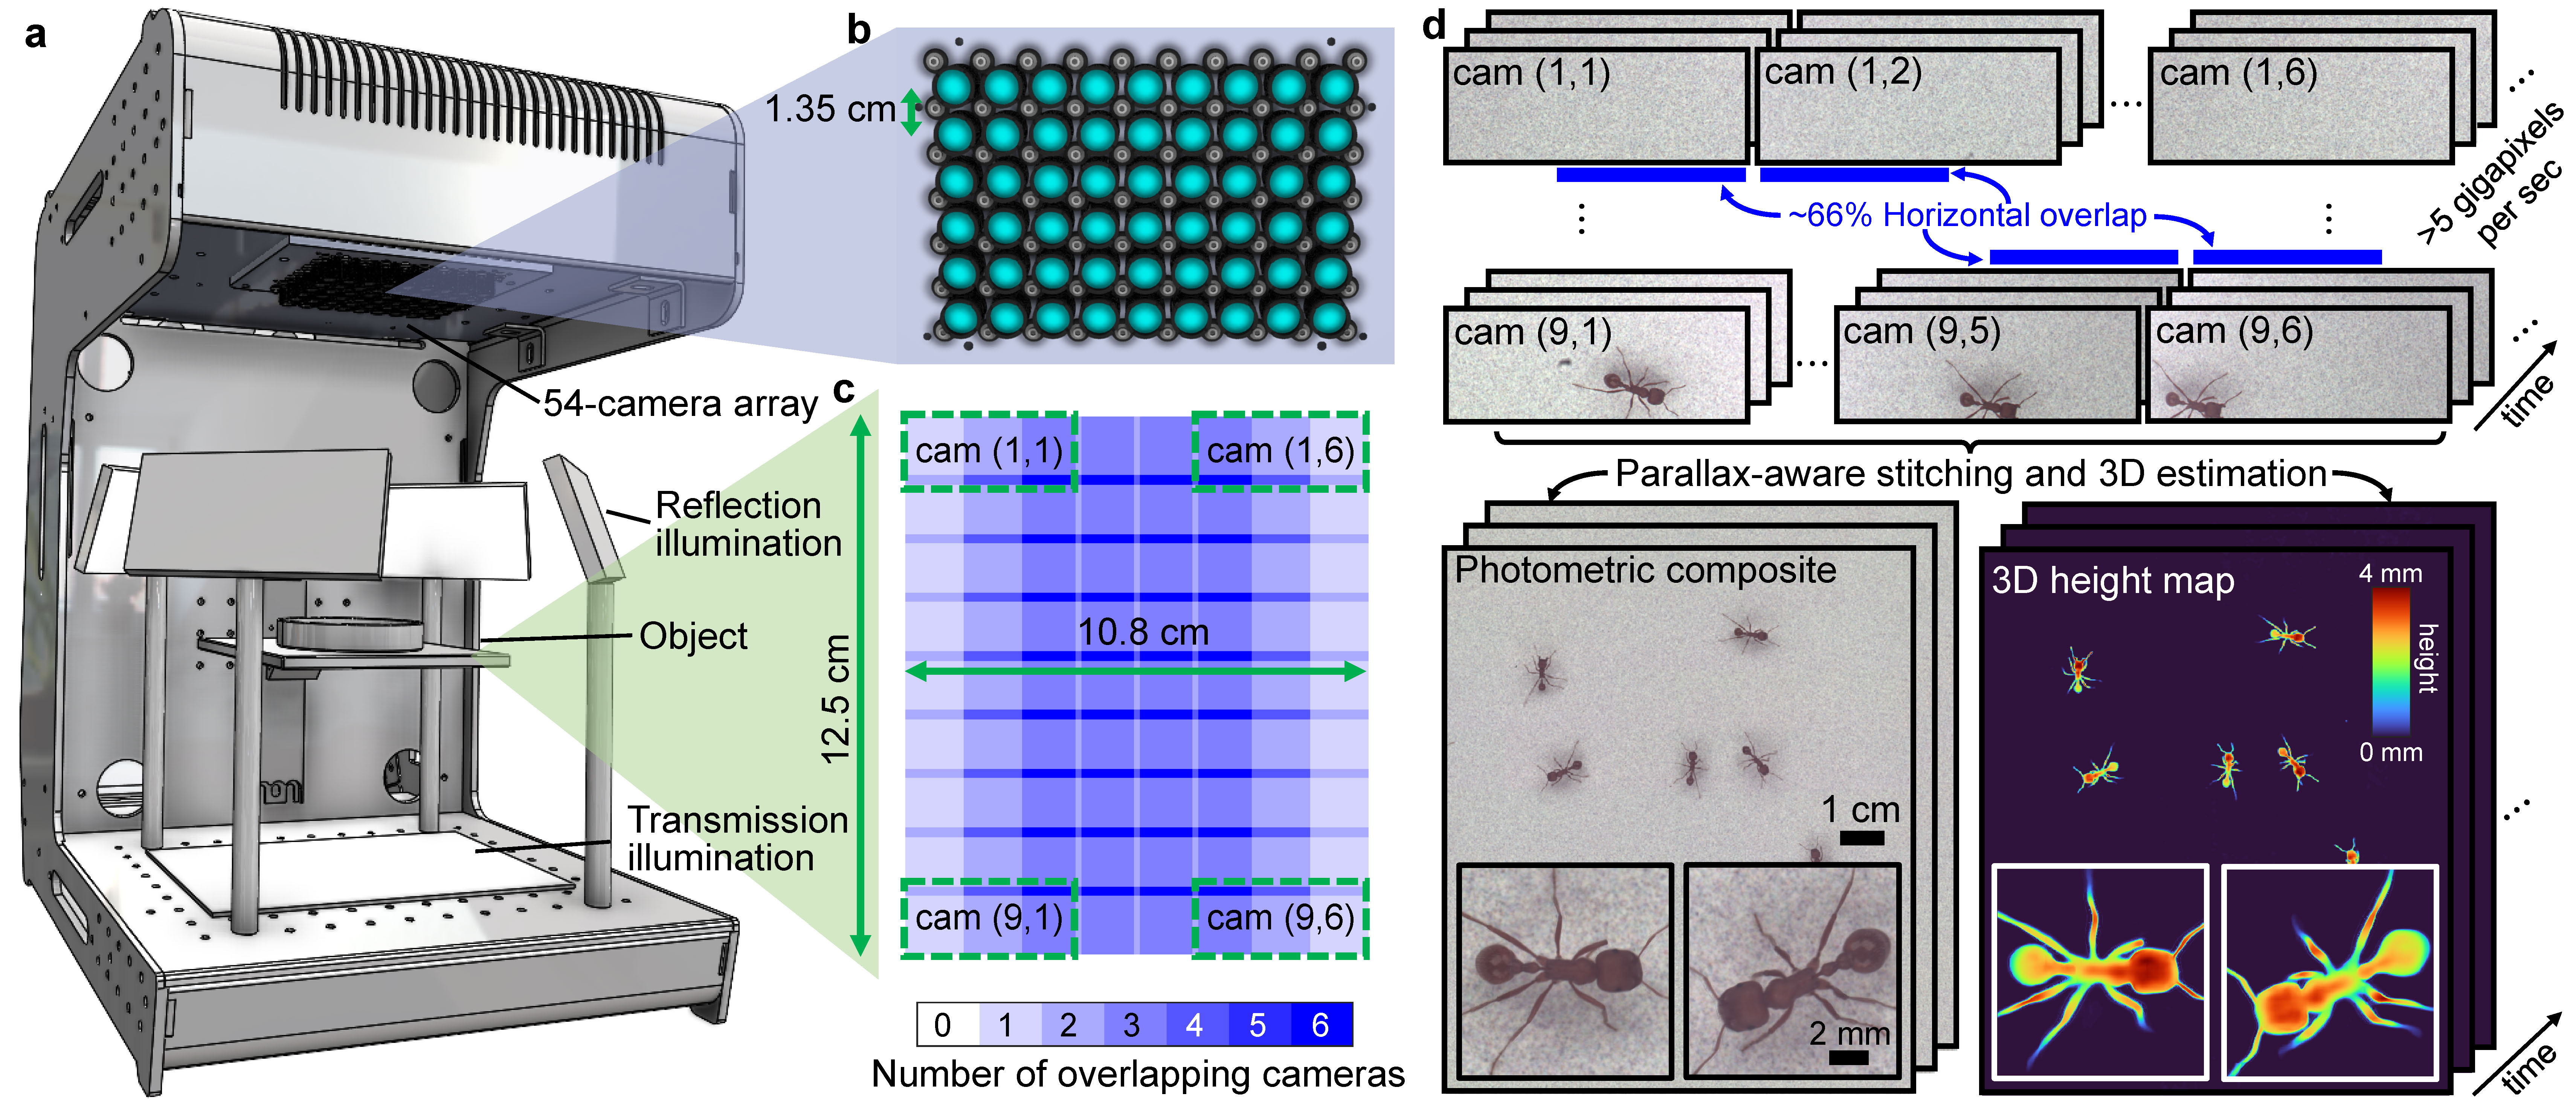 a
54-camera array
Reflection
illumination
Object
Transmission
illumination
b
1.35 cm
c
cam (1,1)
cam (1,6)
10.8 cm
12.5 cm
cam (9,1)
cam (9,6)
0 1 2 3 4 5 6
Number of overlapping cameras
d
cam (1,1)
cam (1,2)
...
cam (1,6)
...
>5 gigapixels
per sec
~66% Horizontal overlap
cam (9,1)
...
cam (9,5)
cam (9,6)
...
time
Parallax-aware stitching and 3D estimation
Photometric composite
1 cm
2 mm
3D height map
4 mm
height
0 mm
...
time